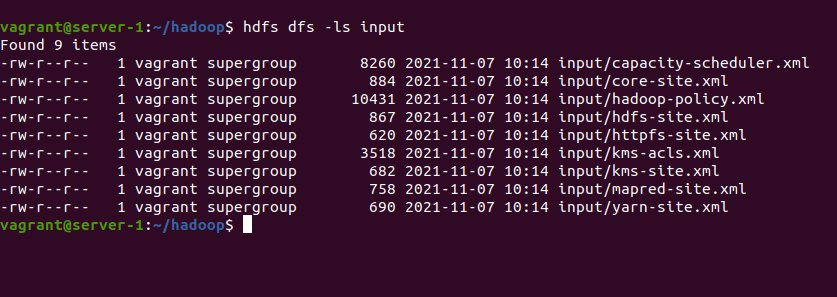 vagrant@server-1:~/hadoop$ hdfs dfs -ls input
Found 9 items
-rw-r--r--   1 vagrant supergroup       8260 2021-11-07 10:14 input/capacity-scheduler.xml
-rw-r--r--   1 vagrant supergroup        884 2021-11-07 10:14 input/core-site.xml
-rw-r--r--   1 vagrant supergroup      10431 2021-11-07 10:14 input/hadoop-policy.xml
-rw-r--r--   1 vagrant supergroup        867 2021-11-07 10:14 input/hdfs-site.xml
-rw-r--r--   1 vagrant supergroup        620 2021-11-07 10:14 input/httpfs-site.xml
-rw-r--r--   1 vagrant supergroup       3518 2021-11-07 10:14 input/kms-acls.xml
-rw-r--r--   1 vagrant supergroup        682 2021-11-07 10:14 input/kms-site.xml
-rw-r--r--   1 vagrant supergroup        758 2021-11-07 10:14 input/mapred-site.xml
-rw-r--r--   1 vagrant supergroup        690 2021-11-07 10:14 input/yarn-site.xml
vagrant@server-1:~/hadoop$